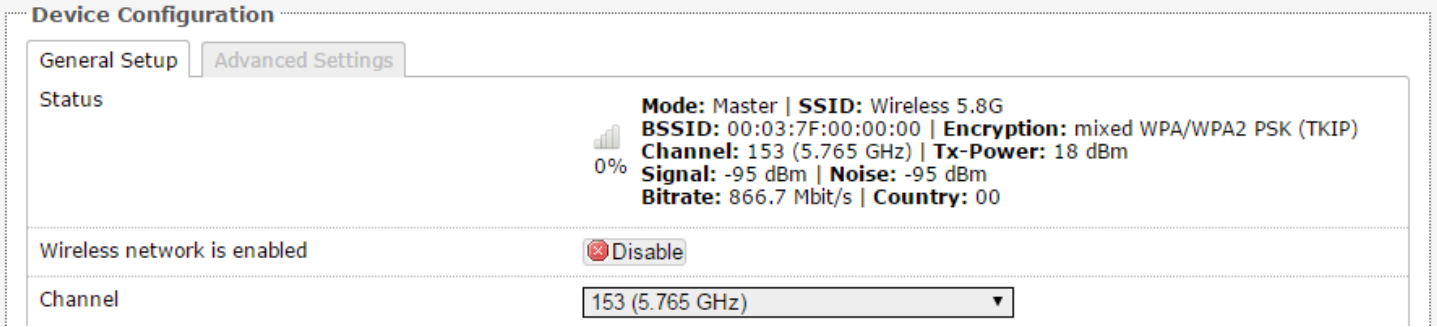 Device Configuration
General Setup
Advanced Settings
Status
Mode: Master | SSID: Wireless 5.8G
BSSID: 00:03:7F:00:00:00 | Encryption: mixed WPA/WPA2 PSK (TKIP)
Channel: 153 (5.765 GHz) | Tx-Power: 18 dBm
0%
Signal: -95 dBm | Noise: -95 dBm
Bitrate: 866.7 Mbit/s | Country: 00
Wireless network is enabled
Disable
Channel
153 (5.765 GHz)